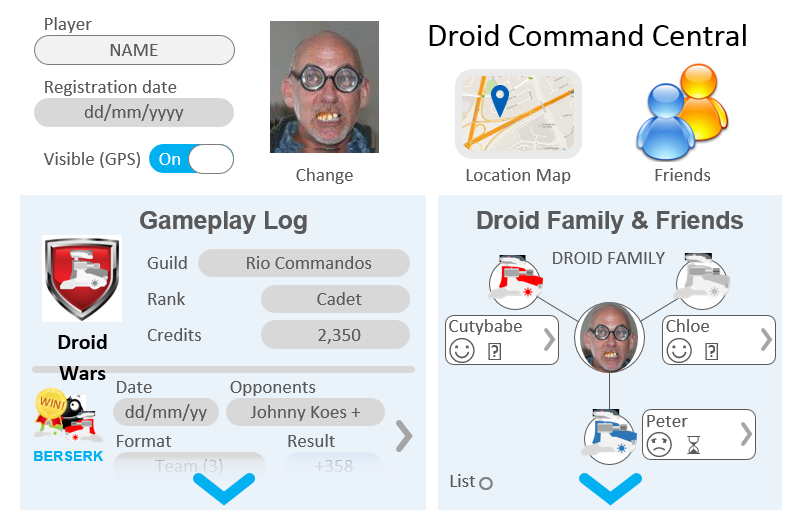 Player
NAME
Droid Command Central
Registration date
dd/mm/yyyy
Visible (GPS) On
Change
Location Map
Friends
Gameplay Log
Guild Rio Commandos
Rank Cadet
Credits 2,350
Droid
Wars
Date Opponents
dd/mm/yy Johnny Koes +
WIN!
Format Result
BERSERK
Team (3) +358
Droid Family & Friends
DROID FAMILY
Cutybabe
Chloe
Peter
List